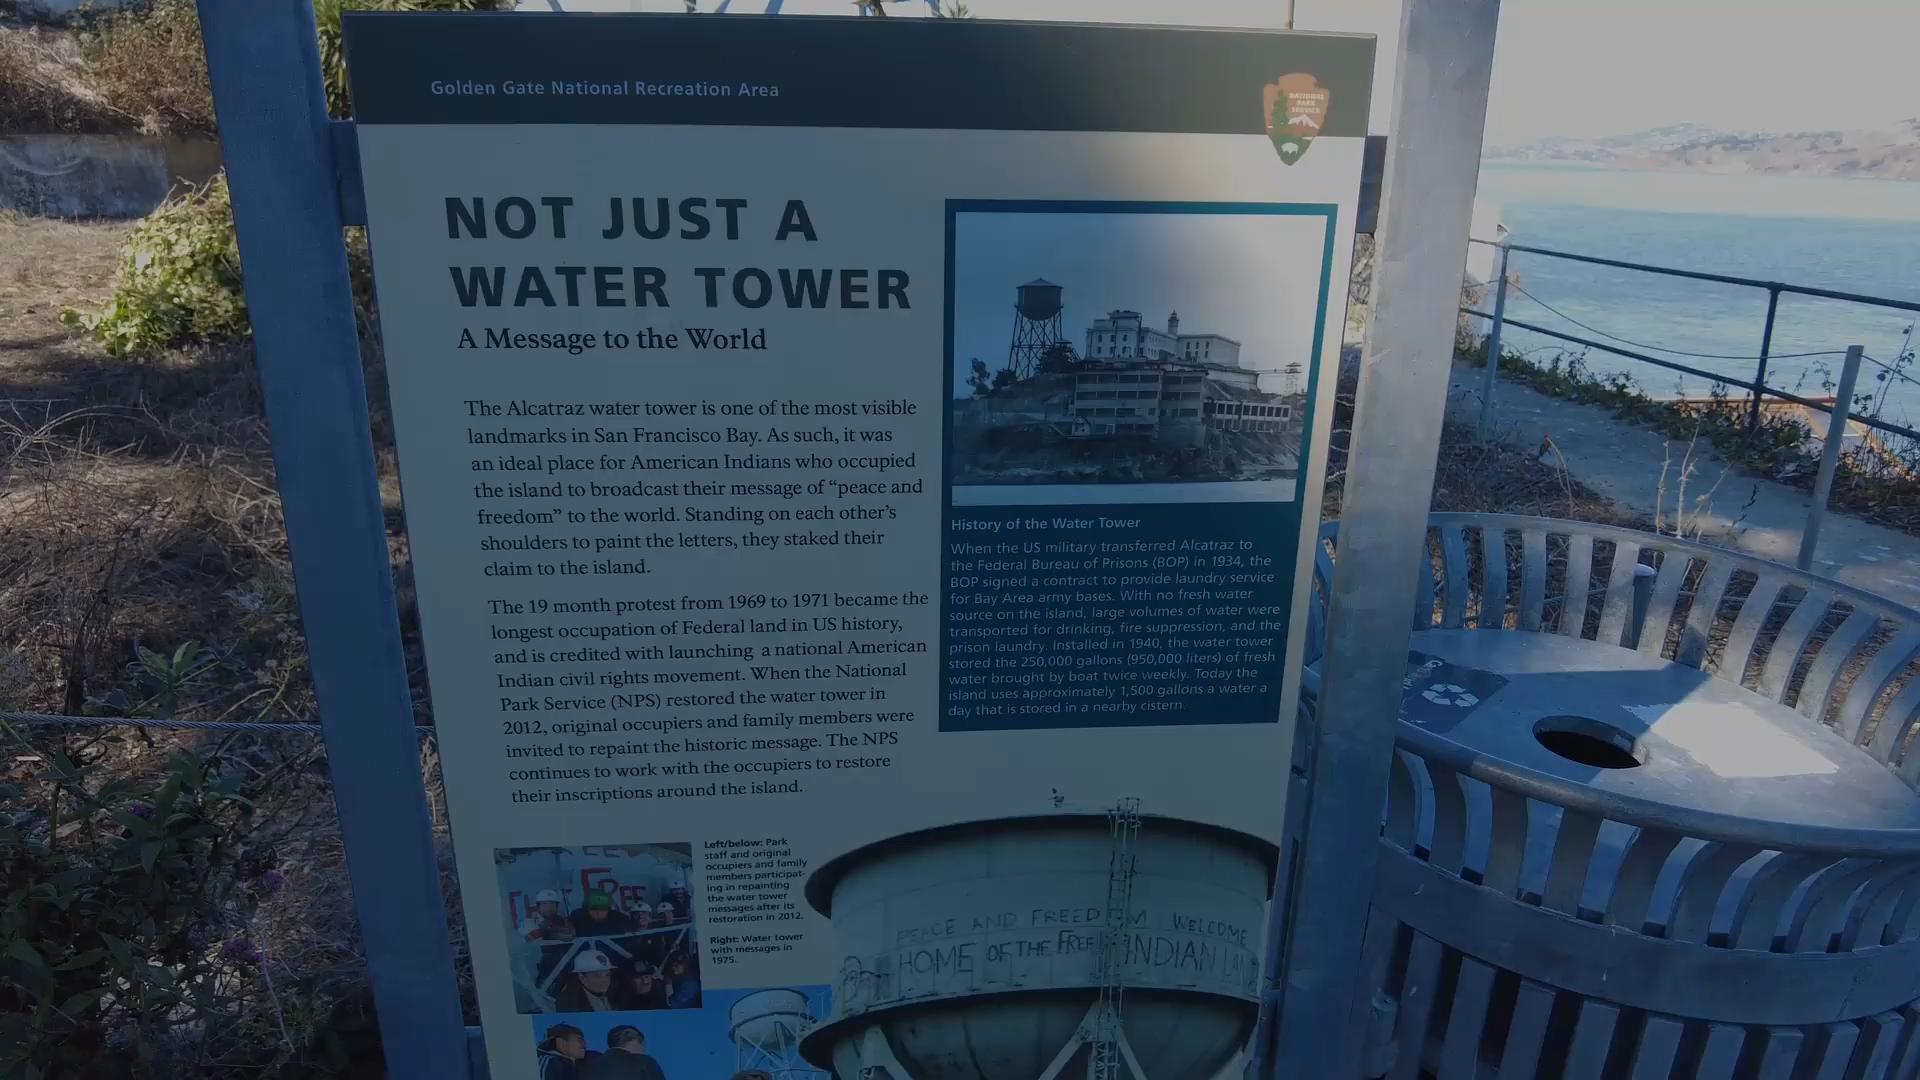 Golden Gate National Recreation Area
NATIONAL
PARK
SERVICE
NOT JUST A
WATER TOWER
A Message to the World
The Alcatraz water tower is one of the most visible
landmarks in San Francisco Bay. As such, it was
an ideal place for American Indians who occupied
the island to broadcast their message of “peace and
freedom” to the world. Standing on each other’s
shoulders to paint the letters, they staked their
claim to the island.
The 19 month protest from 1969 to 1971 became the
longest occupation of Federal land in US history,
and is credited with launching a national American
Indian civil rights movement. When the National
Park Service (NPS) restored the water tower in
2012, original occupiers and family members were
invited to repaint the historic message. The NPS
continues to work with the occupiers to restore
their inscriptions around the island.
History of the Water Tower
When the US military transferred Alcatraz to
the Federal Bureau of Prisons (BOP) in 1934, the
BOP signed a contract to provide laundry service
for Bay Area army bases. With no fresh water
source on the island, large volumes of water were
transported for drinking, fire suppression, and the
prison laundry. Installed in 1940, the water tower
stored the 250,000 gallons (950,000 liters) of fresh
water brought by boat twice weekly. Today the
island uses approximately 1,500 gallons a water a
day that is stored in a nearby cistern.
Left/below: Park
staff and original
occupiers and family
members participat-
ing in repainting
the water tower
messages after its
restoration in 2012.
Right: Water tower
with messages in
1975.
FREE
PEACE AND FREEDOM WELCOME
HOME OF THE FREE INDIAN LAND